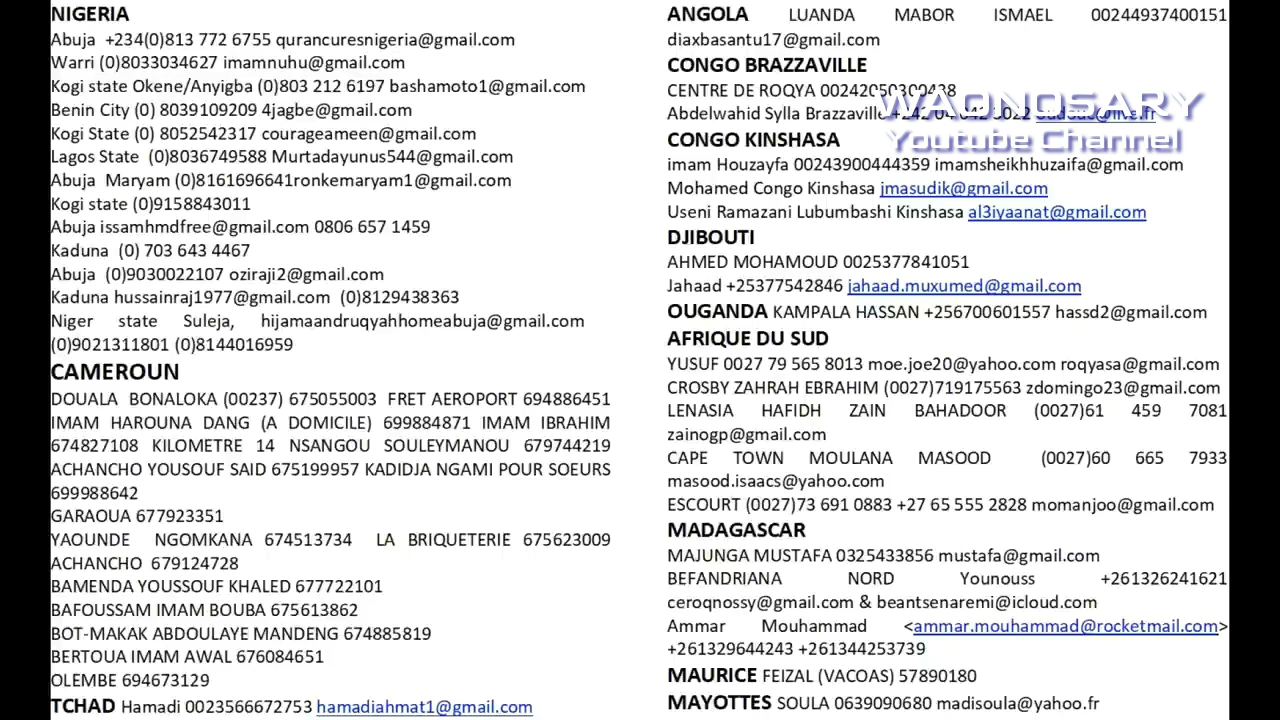 NIGERIA
Abuja +234(0)813 772 6755 qurancuresnigeria@gmail.com
Warri (0)8033034627 imamnuhu@gmail.com
Kogi state Okene/Anyigba (0)803 212 6197 bashamoto1@gmail.com
Benin City (0) 8039109209 4jagbe@gmail.com
Kogi State (0) 8052542317 courageameen@gmail.com
Lagos State (0)8036749588 Murtadayunus544@gmail.com
Abuja Maryam (0)8161696641ronkemaryam1@gmail.com
Kogi state (0)9158843011
Abuja issamhmdfree@gmail.com 0806 657 1459
Kaduna (0) 703 643 4467
Abuja (0)9030022107 oziraji2@gmail.com
Kaduna hussainraj1977@gmail.com (0)8129438363
Niger state Suleja, hijamaandruqyahhomeabuja@gmail.com
(0)9021311801 (0)8144016959
CAMEROUN
DOUALA BONALOKA (00237) 675055003 FRET AEROPORT 694886451
IMAM HAROUNA DANG (A DOMICILE) 699884871 IMAM IBRAHIM
674827108 KILOMETRE 14 NSANGOU SOULEYMANOU 679744219
ACHANCHO YOUSOUF SAID 675199957 KADIDJA NGAMI POUR SOEURS
699988642
GARAOUA 677923351
YAOUNDE NGOMKANA 674513734 LA BRIQUETERIE 675623009
ACHANCHO 679124728
BAMENDA YOUSSOUF KHALED 677722101
BAFOUSSAM IMAM BOUBA 675613862
BOT-MAKAK ABDOULAYE MANDENG 674885819
BERTOUA IMAM AWAL 676084651
OLEMBE 694673129
TCHAD Hamadi 0023566672753 hamadiahmat1@gmail.com
ANGOLA LUANDA MABOR ISMAEL 00244937400151
diaxbasantu17@gmail.com
CONGO BRAZZAVILLE
CENTRE DE ROQYA
WAQNOSARY
Abdelwahid Sylla Brazzaville +242 04 042
Youtube Channel
CONGO KINSHASA
imam Houzayfa 00243900444359 imamsheikhhuzaifa@gmail.com
Mohamed Congo Kinshasa jmasudik@gmail.com
Useni Ramazani Lubumbashi Kinshasa al3iyaanat@gmail.com
DJIBOUTI
AHMED MOHAMOUD 0025377841051
Jahaad +25377542846 jahaad.muxumed@gmail.com
OUGANDA KAMPALA HASSAN +256700601557 hassd2@gmail.com
AFRIQUE DU SUD
YUSUF 0027 79 565 8013 moe.joe20@yahoo.com roqyasa@gmail.com
CROSBY ZAHRAH EBRAHIM (0027)719175563 zdomingo23@gmail.com
LENASIA HAFIDH ZAIN BAHADOOR (0027)61 459 7081
zainogp@gmail.com
CAPE TOWN MOULANA MASOOD (0027)60 665 7933
masood.isaacs@yahoo.com
ESCOURT (0027)73 691 0883 +27 65 555 2828 momanjoo@gmail.com
MADAGASCAR
MAJUNGA MUSTAFA 0325433856 mustafa@gmail.com
BEFANDRIANA NORD Younouss +261326241621
ceroqnossy@gmail.com & beantsenaremi@icloud.com
Ammar Mouhammad <ammar.mouhammad@rocketmail.com>
+261329644243 +261344253739
MAURICE FEIZAL (VACOAS) 57890180
MAYOTTES SOULA 0639090680 madisoula@yahoo.fr